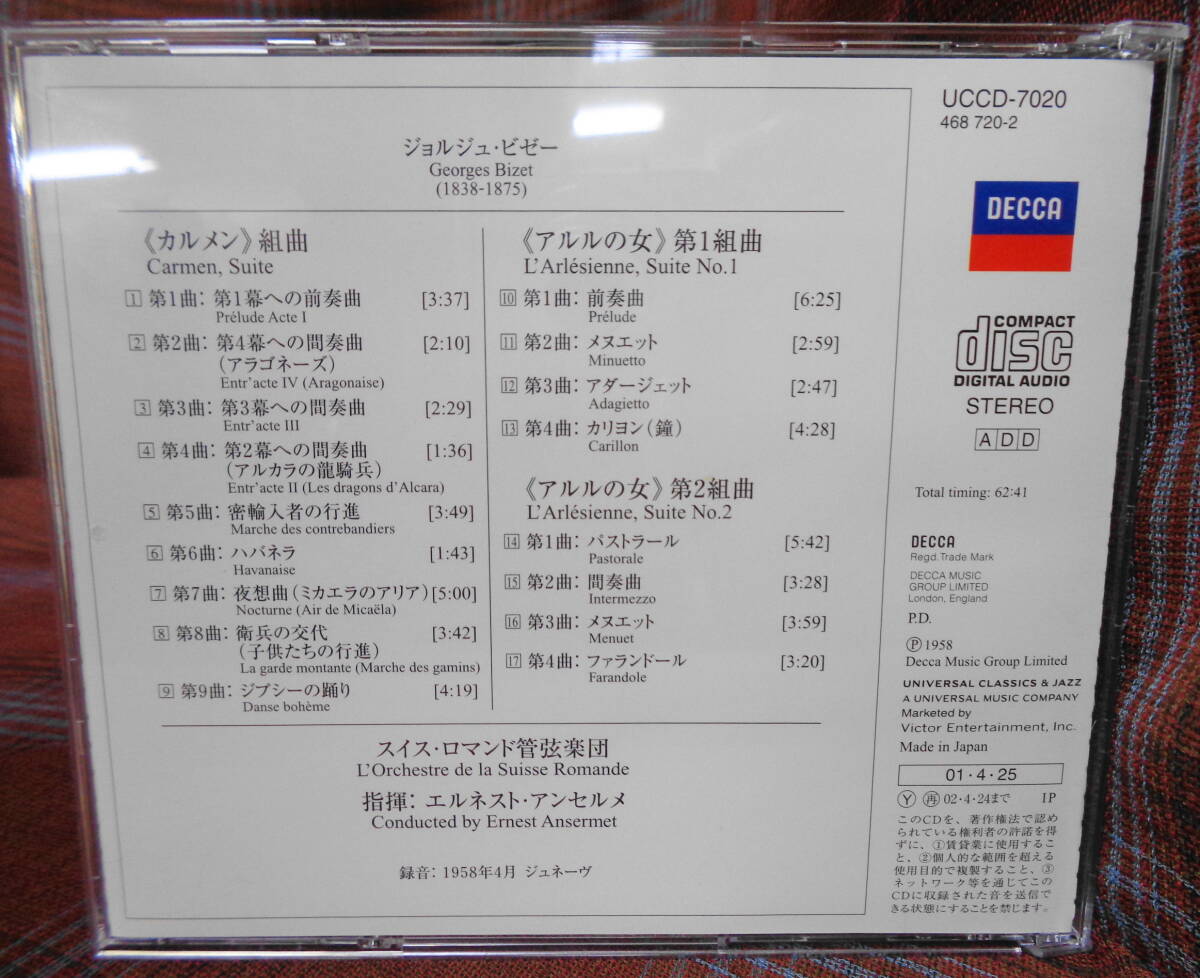 ジョルジュ・ビゼー
Georges Bizet
(1838-1875)
《カルメン》組曲
Carmen, Suite
1 第1曲: 第1幕への前奏曲 [3:37]
Prélude Acte I
2 第2曲: 第4幕への間奏曲 [2:10]
(アラゴネーズ)
Entr'acte IV (Aragonaise)
3 第3曲: 第3幕への間奏曲 [2:29]
Entr'acte III
4 第4曲: 第2幕への間奏曲 [1:36]
(アルカラの龍騎兵)
Entr'acte II (Les dragons d'Alcara)
5 第5曲: 密輸入者の行進 [3:49]
Marche des contrebandiers
6 第6曲: ハバネラ [1:43]
Havanaise
7 第7曲: 夜想曲(ミカエラのアリア) [5:00]
Nocturne (Air de Micaëla)
8 第8曲: 衛兵の交代 [3:42]
(子供たちの行進)
La garde montante (Marche des gamins)
9 第9曲: ジプシーの踊り [4:19]
Danse bohème
《アルルの女》第1組曲
L'Arlésienne, Suite No.1
10 第1曲: 前奏曲 [6:25]
Prélude
11 第2曲: メヌエット [2:59]
Minuetto
12 第3曲: アダージェット [2:47]
Adagietto
13 第4曲: カリヨン(鐘) [4:28]
Carillon
《アルルの女》第2組曲
L'Arlésienne, Suite No.2
14 第1曲: パストラール [5:42]
Pastorale
15 第2曲: 間奏曲 [3:28]
Intermezzo
16 第3曲: メヌエット [3:59]
Menuet
17 第4曲: ファランドール [3:20]
Farandole
スイス・ロマンド管弦楽団
L'Orchestre de la Suisse Romande
指揮: エルネスト・アンセルメ
Conducted by Ernest Ansermet
録音: 1958年4月 ジュネーヴ
UCCD-7020
468 720-2
DECCA
COMPACT
disc
DIGITAL AUDIO
STEREO
ADD
Total timing: 62:41
DECCA
Regd. Trade Mark
DECCA MUSIC
GROUP LIMITED
London, England
P.D.
Ⓟ1958
Decca Music Group Limited
UNIVERSAL CLASSICS & JAZZ
A UNIVERSAL MUSIC COMPANY
Marketed by
Victor Entertainment, Inc.
Made in Japan
01・4・25
Ⓨ 再 02・4・24まで 1P
このCDを、著作権法で認め
られている権利者の許諾を得
ずに、①賃貸業に使用するこ
と、②個人的な範囲を超える
使用目的で複製すること、③
ネットワーク等を通じてこの
CDに収録された音を送信で
きる状態にすることを禁じます。